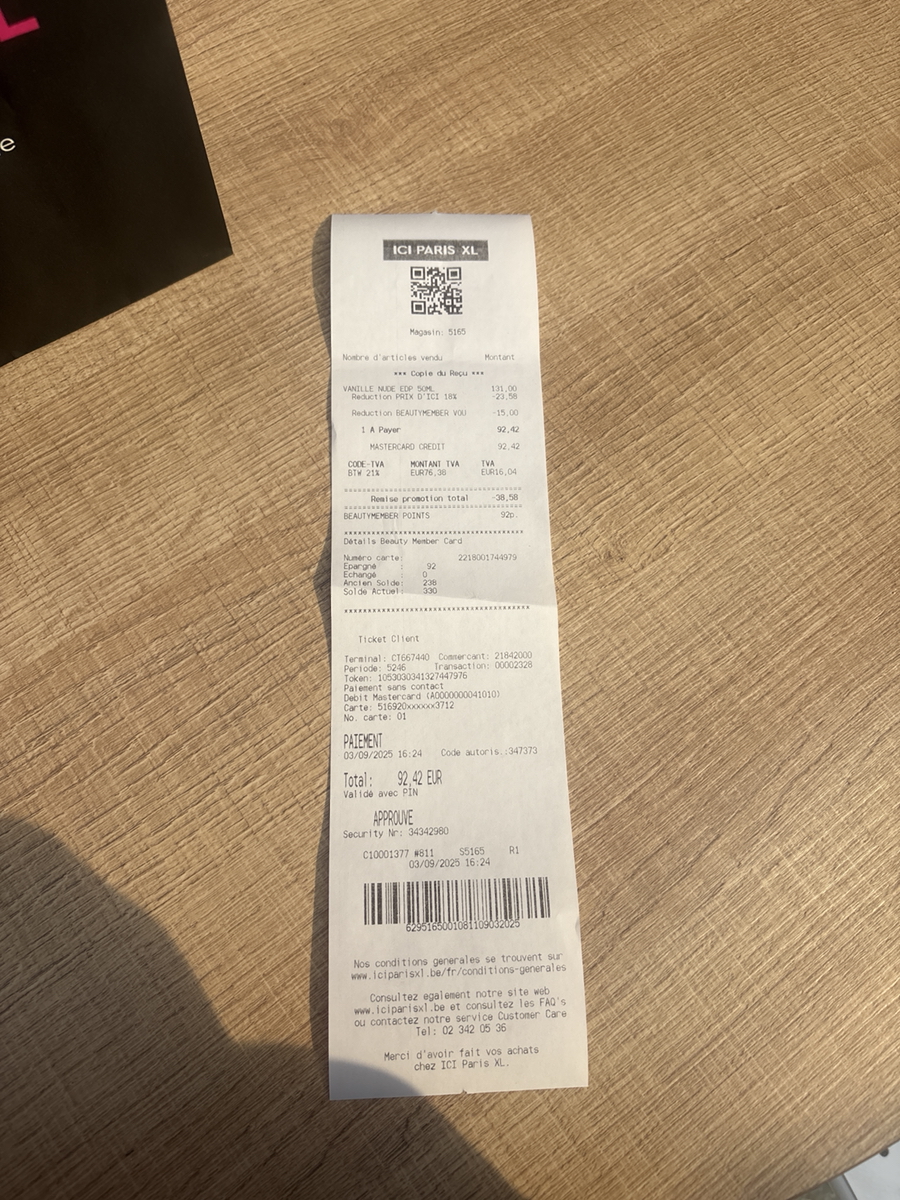 L
e
ICI PARIS XL
Magasin: 5165
Nombre d'articles vendu Montant
*** Copie du Reçu ***
VANILLE NUDE EDP 50ML 131,00
Reduction PRIX D'ICI 18% -23,58
Reduction BEAUTYMEMBER VOU -15,00
1 A Payer 92,42
MASTERCARD CREDIT 92,42
CODE-TVA MONTANT TVA TVA
BTW 21% EUR76,38 EUR16,04
Remise promotion total -38,58
BEAUTYMEMBER POINTS 92p.
Détails Beauty Member Card
Numéro carte: 2218001744979
Epargné : 92
Echangé : 0
Ancien Solde: 238
Solde Actuel: 330
Ticket Client
Terminal: CT667440 Commercant: 21842000
Periode: 5246 Transaction: 00002328
Token: 1053030341327447976
Paiement sans contact
Debit Mastercard (A0000000041010)
Carte: 516920xxxxxx3712
No. carte: 01
PAIEMENT
03/09/2025 16:24 Code autoris.:347373
Total: 92,42 EUR
Validé avec PIN
APPROUVE
Security Nr: 34342980
C10001377 #811 S5165 R1
03/09/2025 16:24
6295165001081109032025
Nos conditions generales se trouvent sur
www.iciparisxl.be/fr/conditions-generales
Consultez egalement notre site web
www.iciparisxl.be et consultez les FAQ's
ou contactez notre service Customer Care
Tel: 02 342 05 36
Merci d'avoir fait vos achats
chez ICI Paris XL.